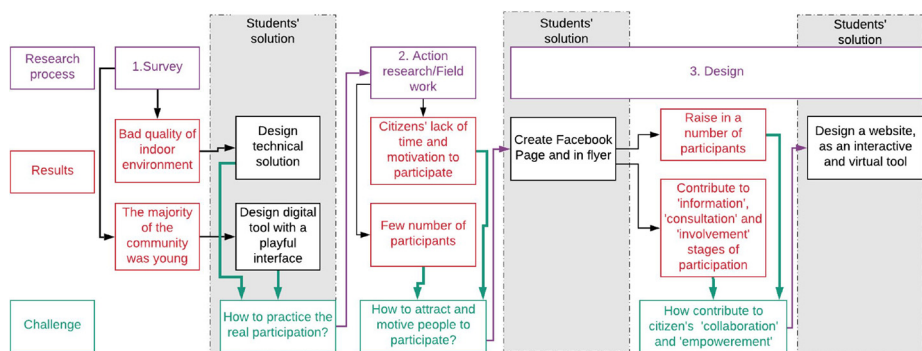 Students'
solution
Students'
solution
Students'
solution
Research
process
1.Survey
2. Action
research/Field
work
3. Design
Results
Bad quality of
indoor
environment
Design
technical
solution
Citizens' lack of
time and
motivation to
participate
Create Facebook
Page and in flyer
Raise in a
number of
participants
Design a website,
as an interactive
and virtual tool
The majority
of the
community
was young
Design digital
tool with a
playful
interface
Few number of
participants
Contribute to
'information',
'consultation' and
'involvement'
stages of
participation
Challenge
How to practice the
real participation?
How to attract and
motive people to
participate?
How contribute to
citizen's 'collaboration'
and 'empowerement'